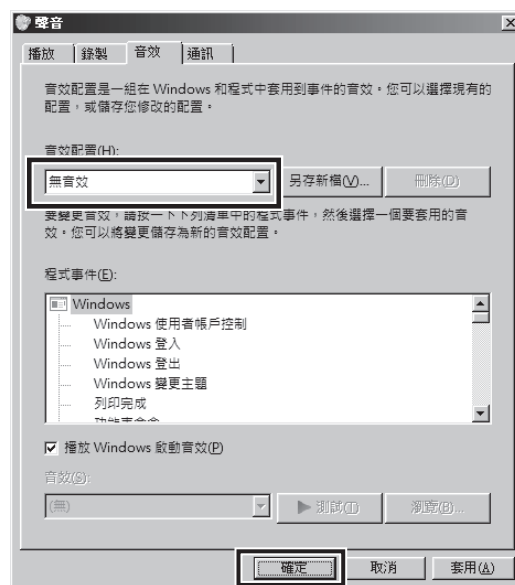 聲音
播放 錄製 音效 通訊
音效配置是一組在 Windows 和程式中套用到事件的音效。您可以選擇現有的
配置，或儲存您修改的配置。
音效配置(H):
無音效 另存新檔(V)... 刪除(D)
要變更音效，請按一下下列清單中的程式事件，然後選擇一個要套用的音
效。您可以將變更儲存為新的音效配置。
程式事件(E):
Windows
Windows 使用者帳戶控制
Windows 登入
Windows 登出
Windows 變更主題
列印完成
播放 Windows 啟動音效(P)
音效(S):
(無) 測試(T) 瀏覽(B)...
確定 取消 套用(A)